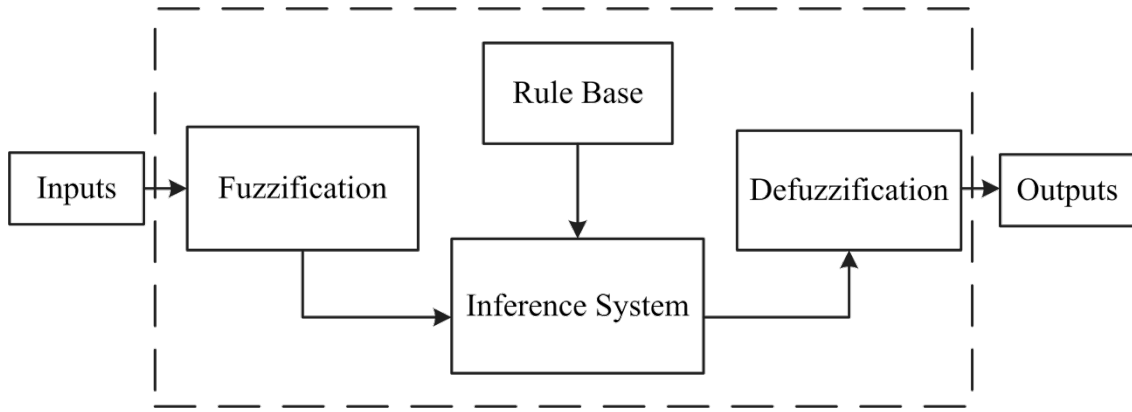 Rule Base
Inputs
Fuzzification
Defuzzification
Outputs
Inference System